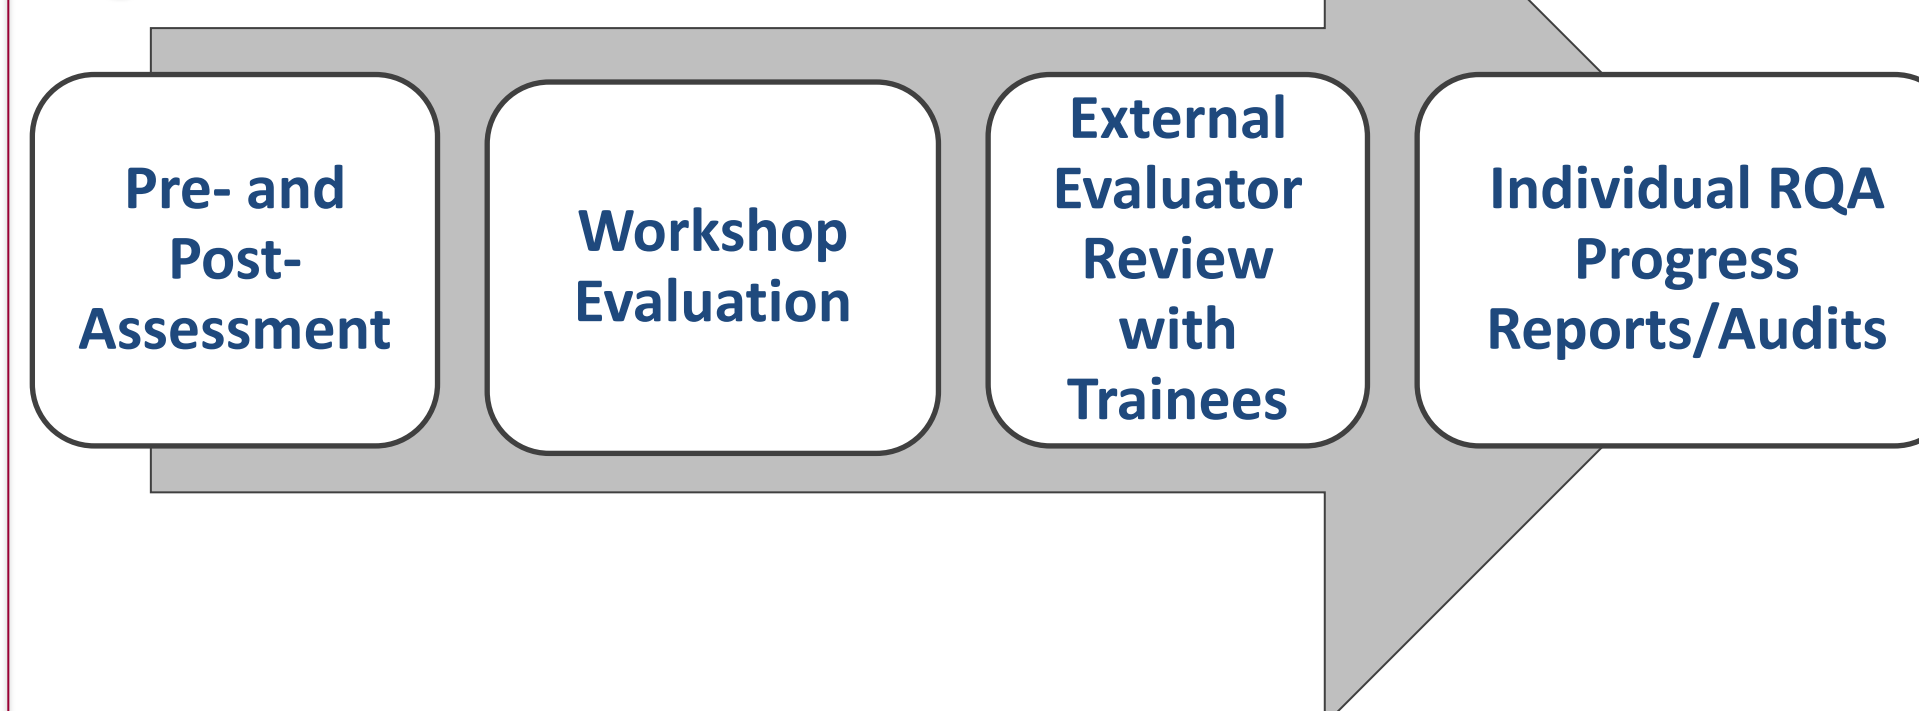 Pre- and
Post-
Assessment
Workshop
Evaluation
External
Evaluator
Review
with
Trainees
Individual RQA
Progress
Reports/Audits